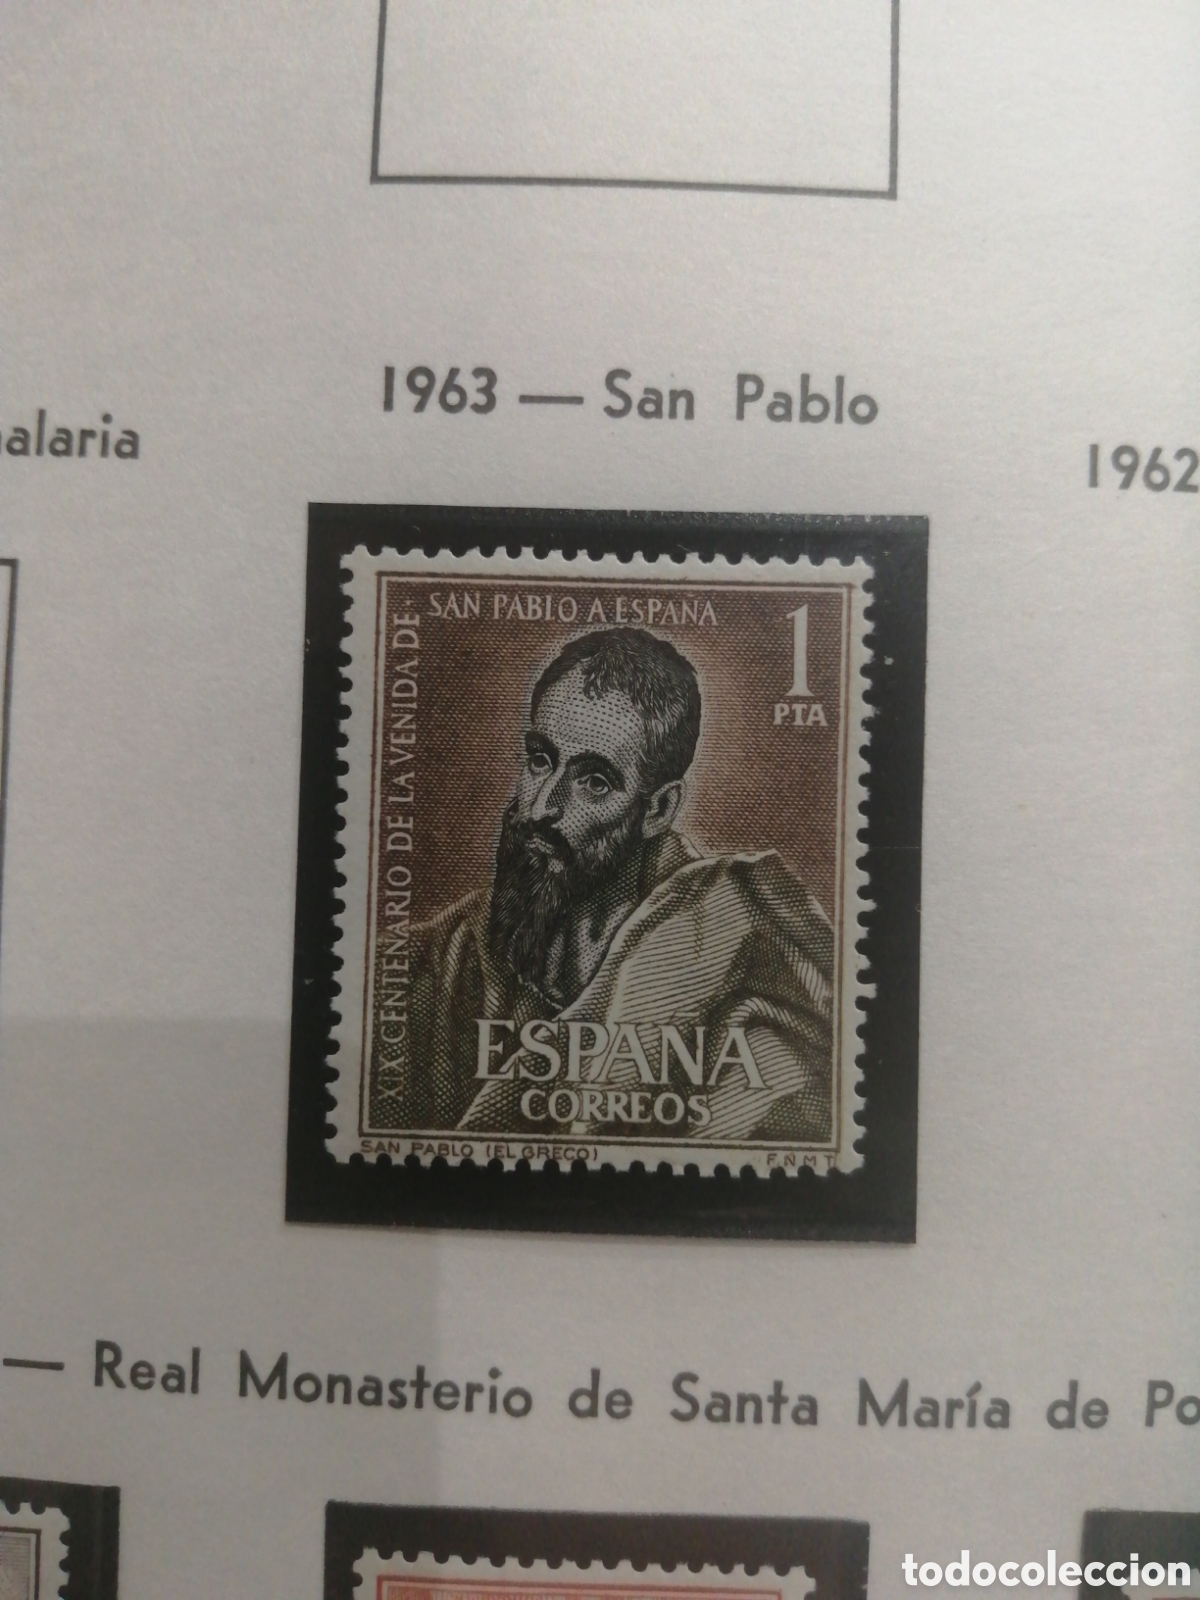 1963 — San Pablo
alaria
1962
XIX.CENTENARIO DE LA VENIDA DE·
SAN PABLO A ESPAÑA
1
PTA
ESPAÑA
CORREOS
SAN PABLO (EL GRECO)
F.N M T
— Real Monasterio de Santa María de Po
todocoleccion